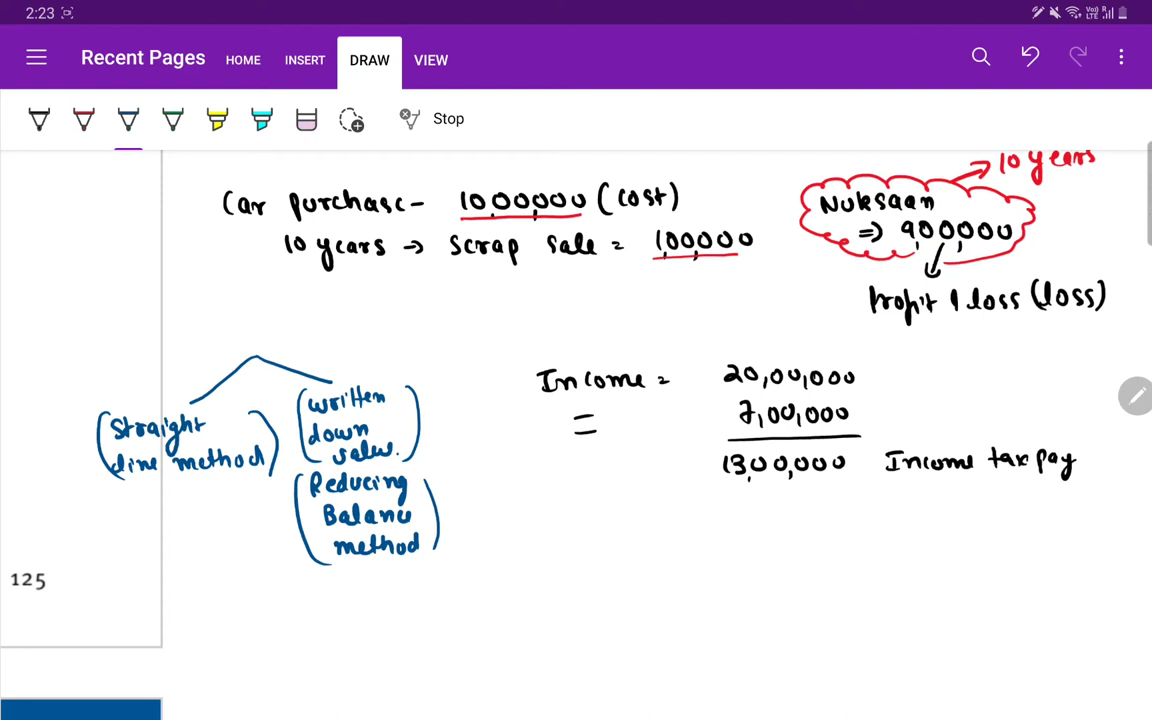 2:23
Vo) LTE
Recent Pages HOME INSERT DRAW VIEW
Stop
10 years
Car purchase- 10,00,000 (cost)
10 years → scrap sale = 1,00,000
Nuksaan
⇒ 9,00,000
Profit & loss (loss)
(Straight
line method)
(written
down
value.)
(Reducing
Balance
method)
Income = 20,00,000
= 7,00,000
13,00,000 Income tax pay
125